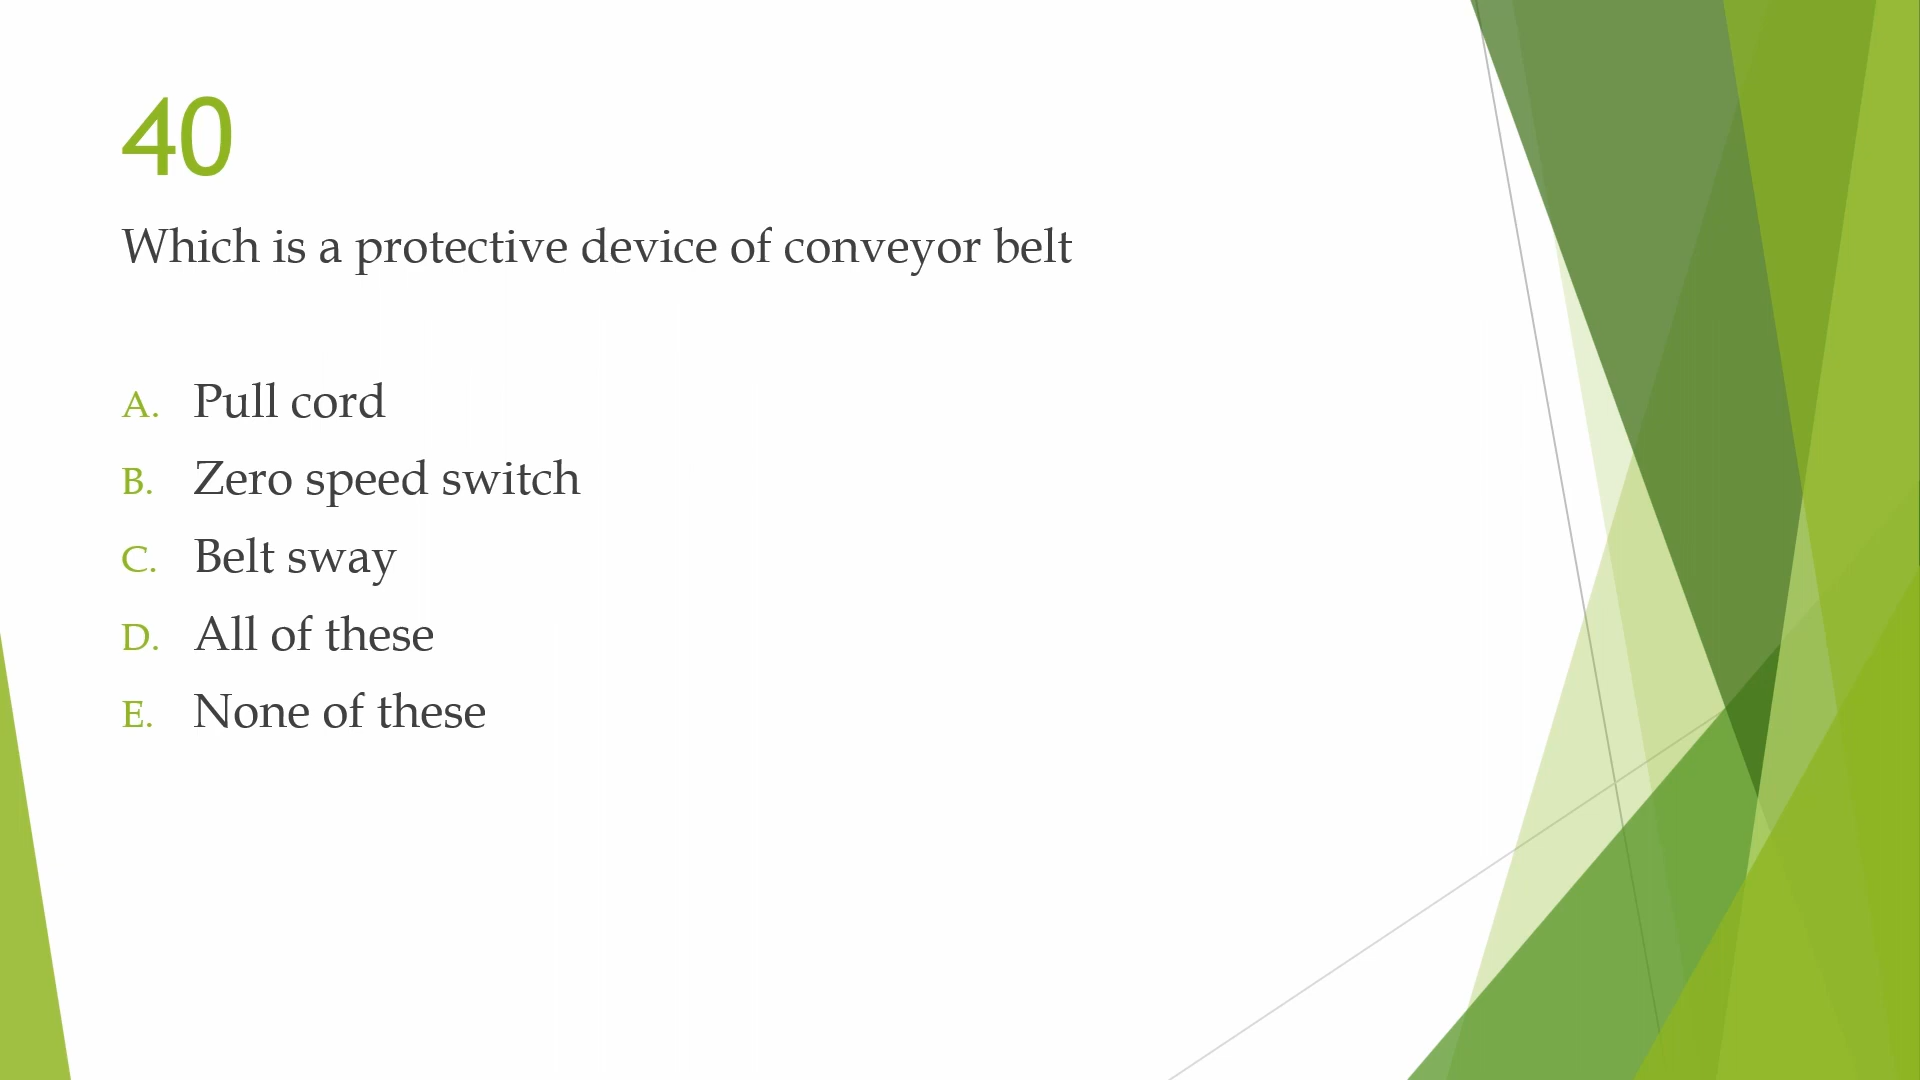 40
Which is a protective device of conveyor belt
A. Pull cord
B. Zero speed switch
C. Belt sway
D. All of these
E. None of these